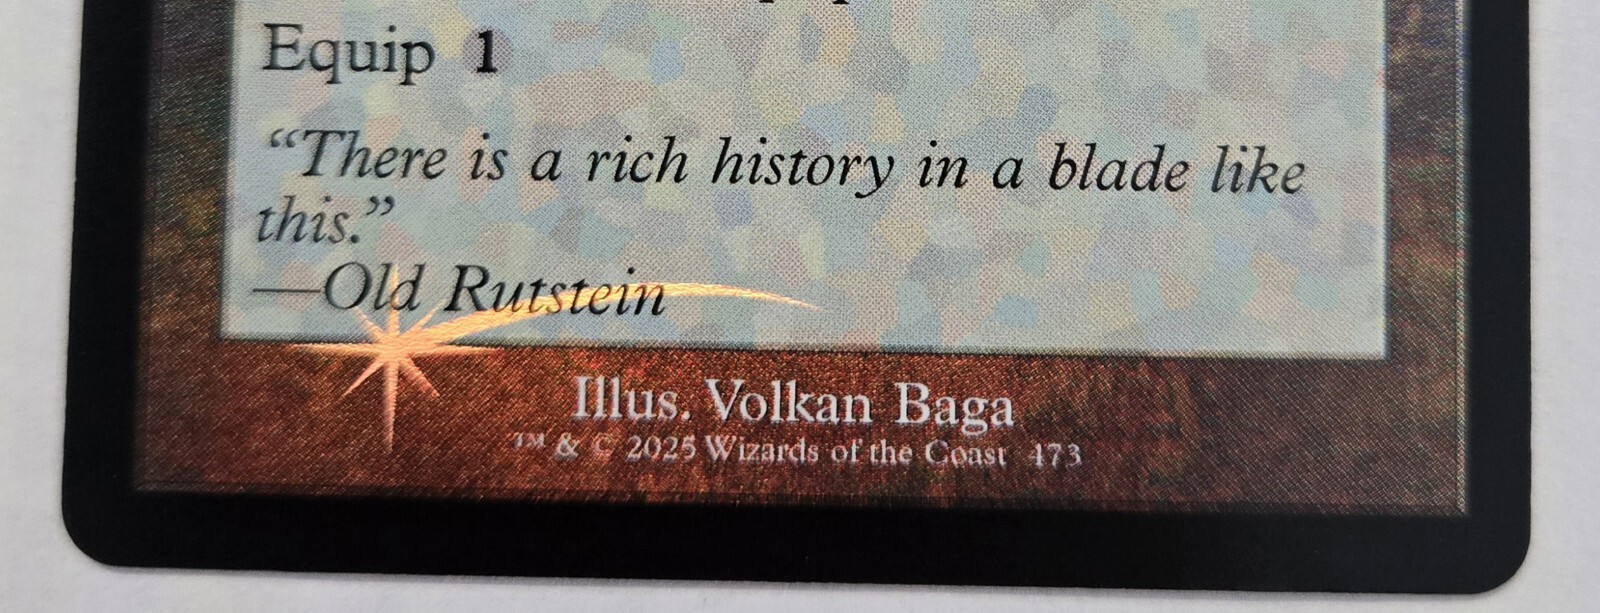 Equip 1
“There is a rich history in a blade like
this.”
—Old Rutstein
Illus. Volkan Baga
™ & © 2025 Wizards of the Coast 473